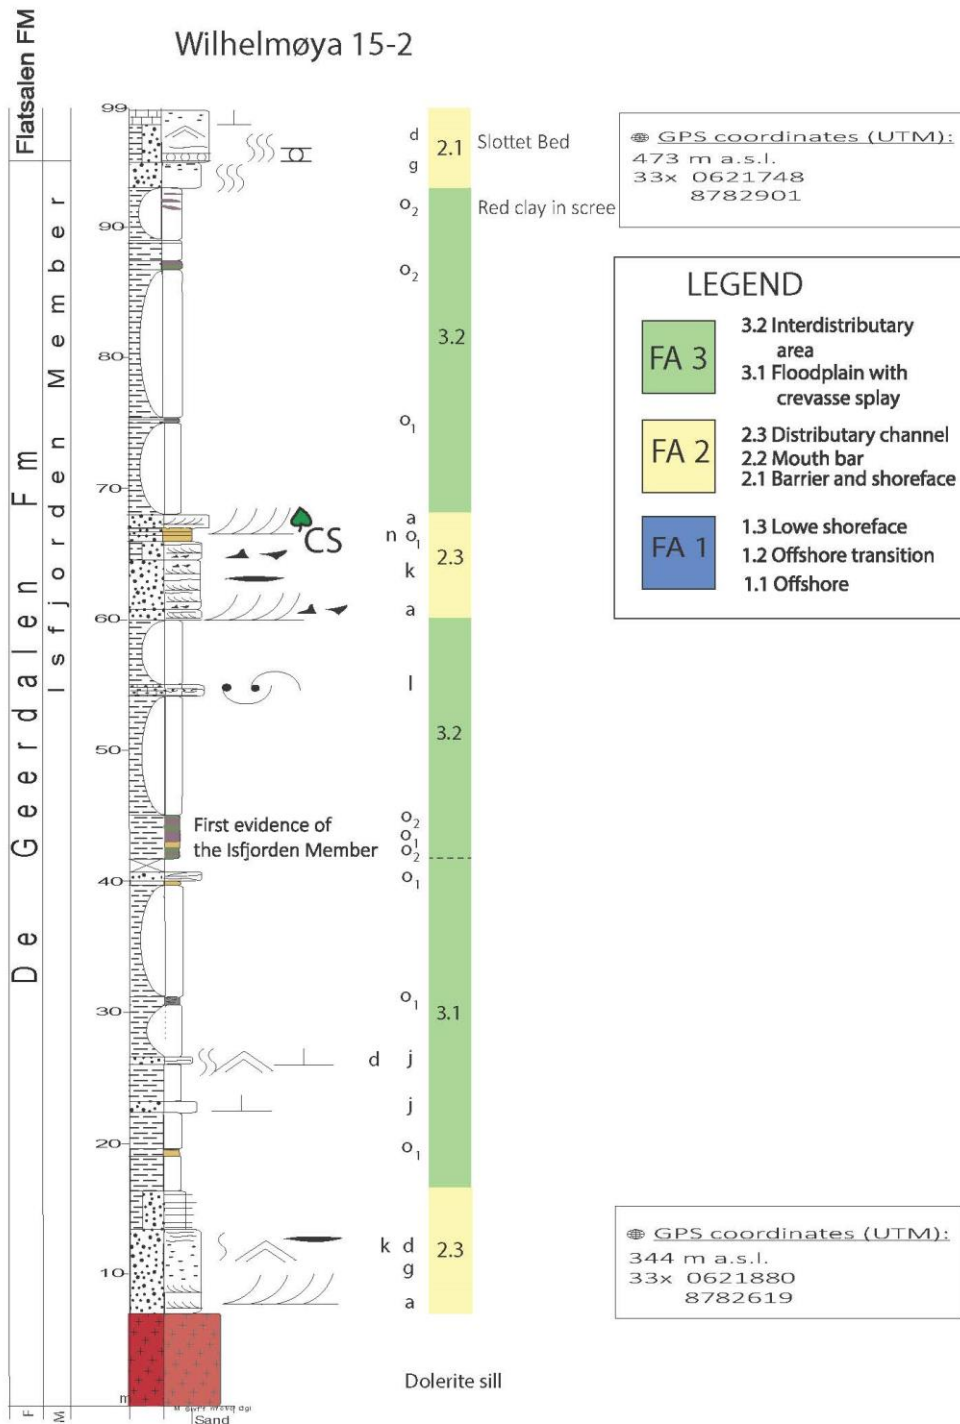 Wilhelmøya 15-2
Flatsalen FM
De Geerdalen Fm
Isfjorden Member
99
90
80
70
60
50
40
30
20
10
m
d
g
o2
o2
o1
a
n o1
k
a
l
o2
o1
o2
o1
o1
d j
j
o1
k d
g
a
CS
First evidence of
the Isfjorden Member
2.1
3.2
2.3
3.2
3.1
2.3
Slottet Bed
Red clay in scree
Dolerite sill
F
M
Sand
GPS coordinates (UTM):
473 m a.s.l.
33x 0621748
8782901
LEGEND
FA 3
3.2 Interdistributary
area
3.1 Floodplain with
crevasse splay
FA 2
2.3 Distributary channel
2.2 Mouth bar
2.1 Barrier and shoreface
FA 1
1.3 Lowe shoreface
1.2 Offshore transition
1.1 Offshore
GPS coordinates (UTM):
344 m a.s.l.
33x 0621880
8782619